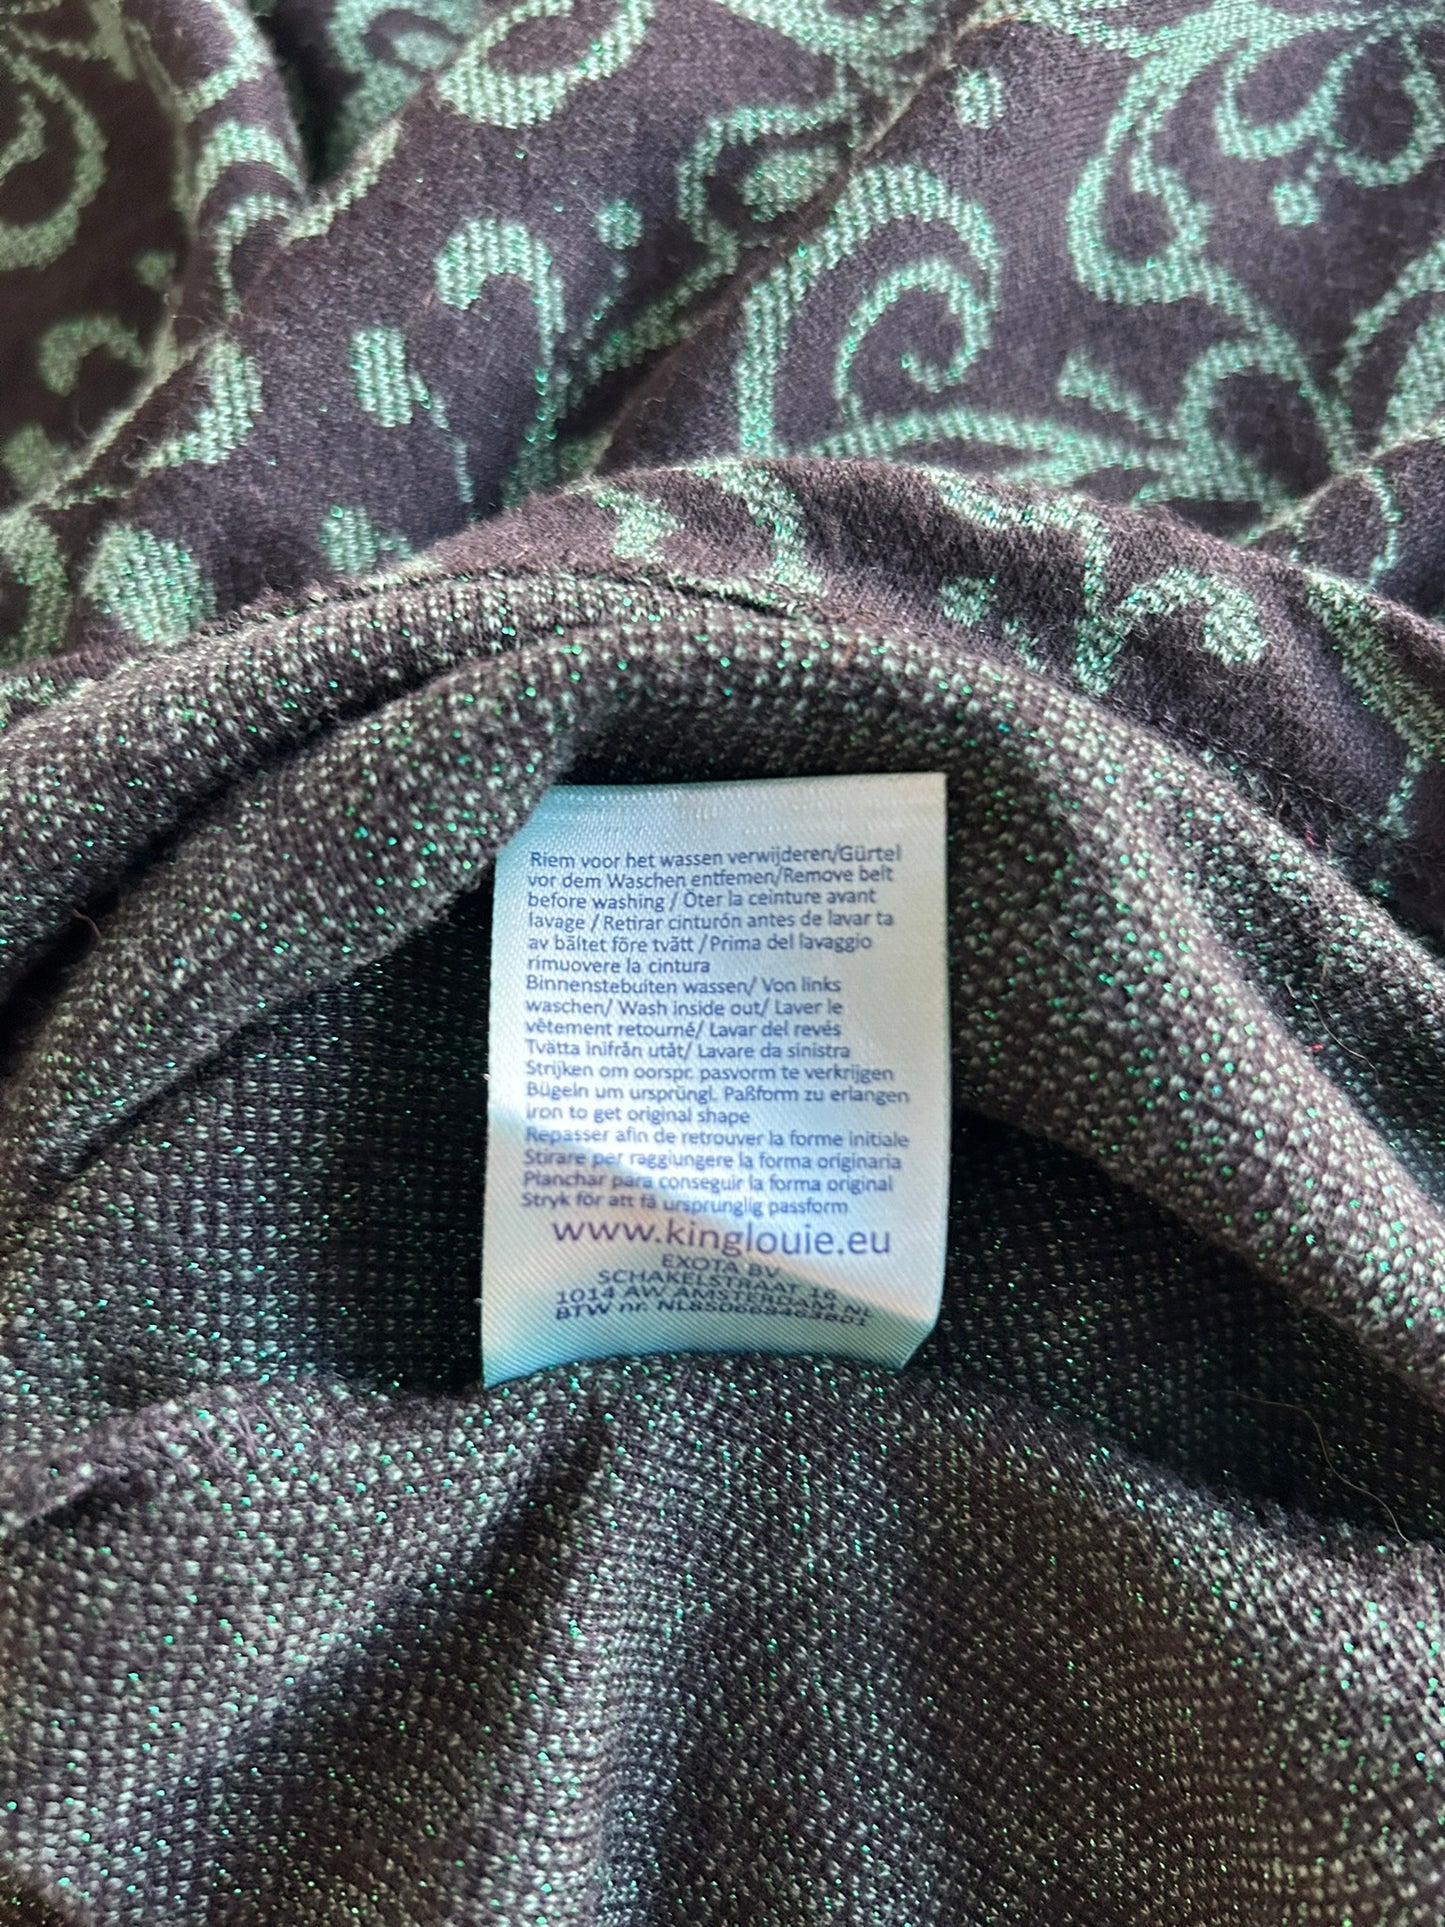 Riem voor het wassen verwijderen/Gürtel
vor dem Waschen entfemen/Remove belt
before washing / Ôter la ceinture avant
lavage / Retirar cinturón antes de lavar ta
av bältet före tvätt /Prima del lavaggio
rimuovere la cintura
Binnenstebuiten wassen/ Von links
waschen/ Wash inside out/ Laver le
vêtement retourné/ Lavar del revés
Tvätta inifrån utåt/ Lavare da sinistra
Strijken om oorspr. pasvorm te verkrijgen
Bügeln um ursprüngl. Paßform zu erlangen
iron to get original shape
Repasser afin de retrouver la forme initiale
Stirare per raggiungere la forma originaria
Planchar para conseguir la forma original
Stryk för att få ursprunglig passform
www.kinglouie.eu
EXOTA BV
SCHAKELSTRAAT 16
1014 AW AMSTERDAM NL
BTW nr. NL850669463B01